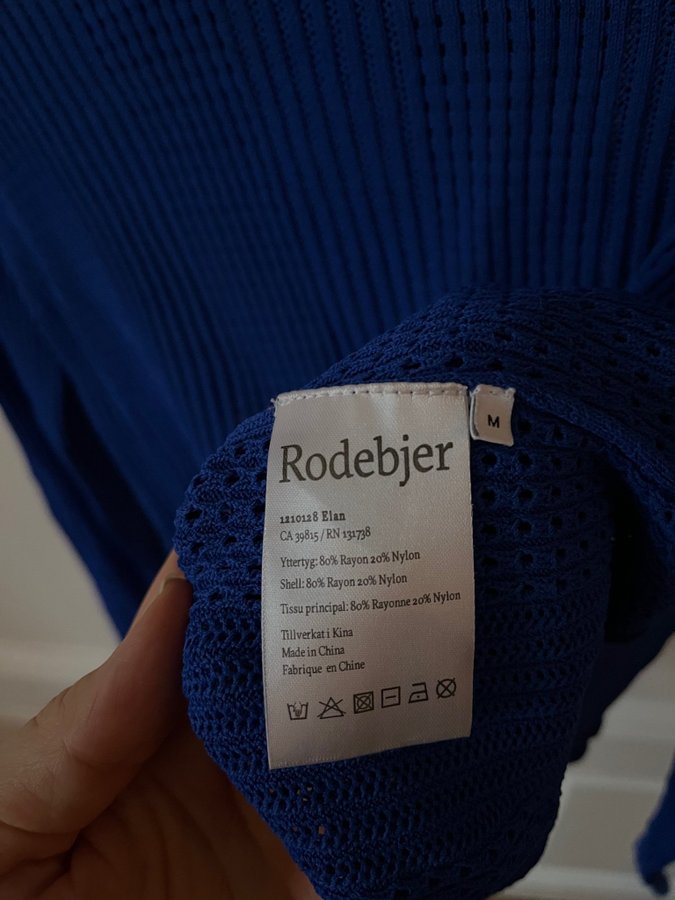 Rodebjer
M
1210128 Elan
CA 39815 / RN 131738
Yttertyg: 80% Rayon 20% Nylon
Shell: 80% Rayon 20% Nylon
Tissu principal: 80% Rayonne 20% Nylon
Tillverkat i Kina
Made in China
Fabrique en Chine